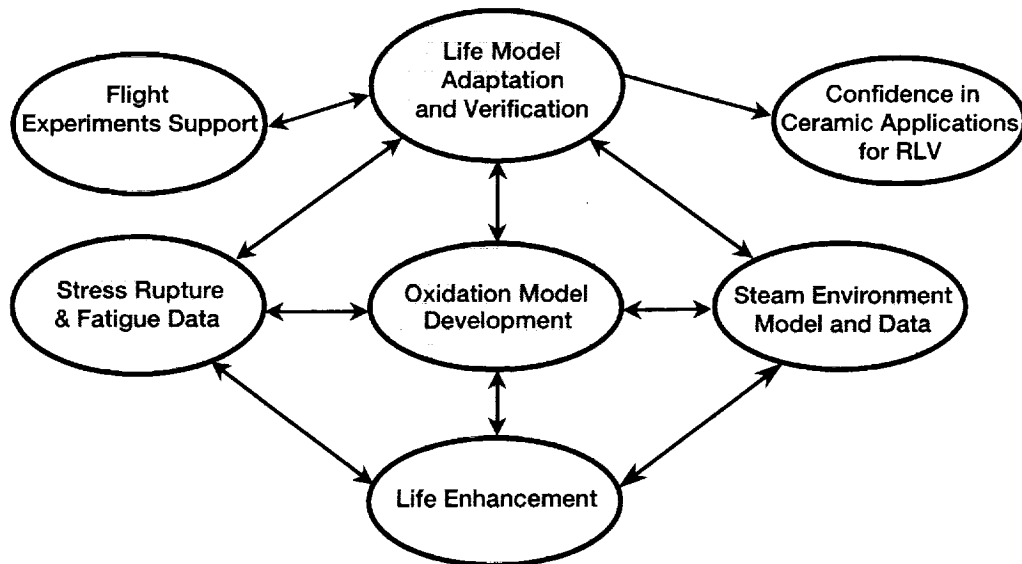 Life Model
Adaptation
and Verification
Flight
Experiments Support
Confidence in
Ceramic Applications
for RLV
Stress Rupture
& Fatigue Data
Oxidation Model
Development
Steam Environment
Model and Data
Life Enhancement